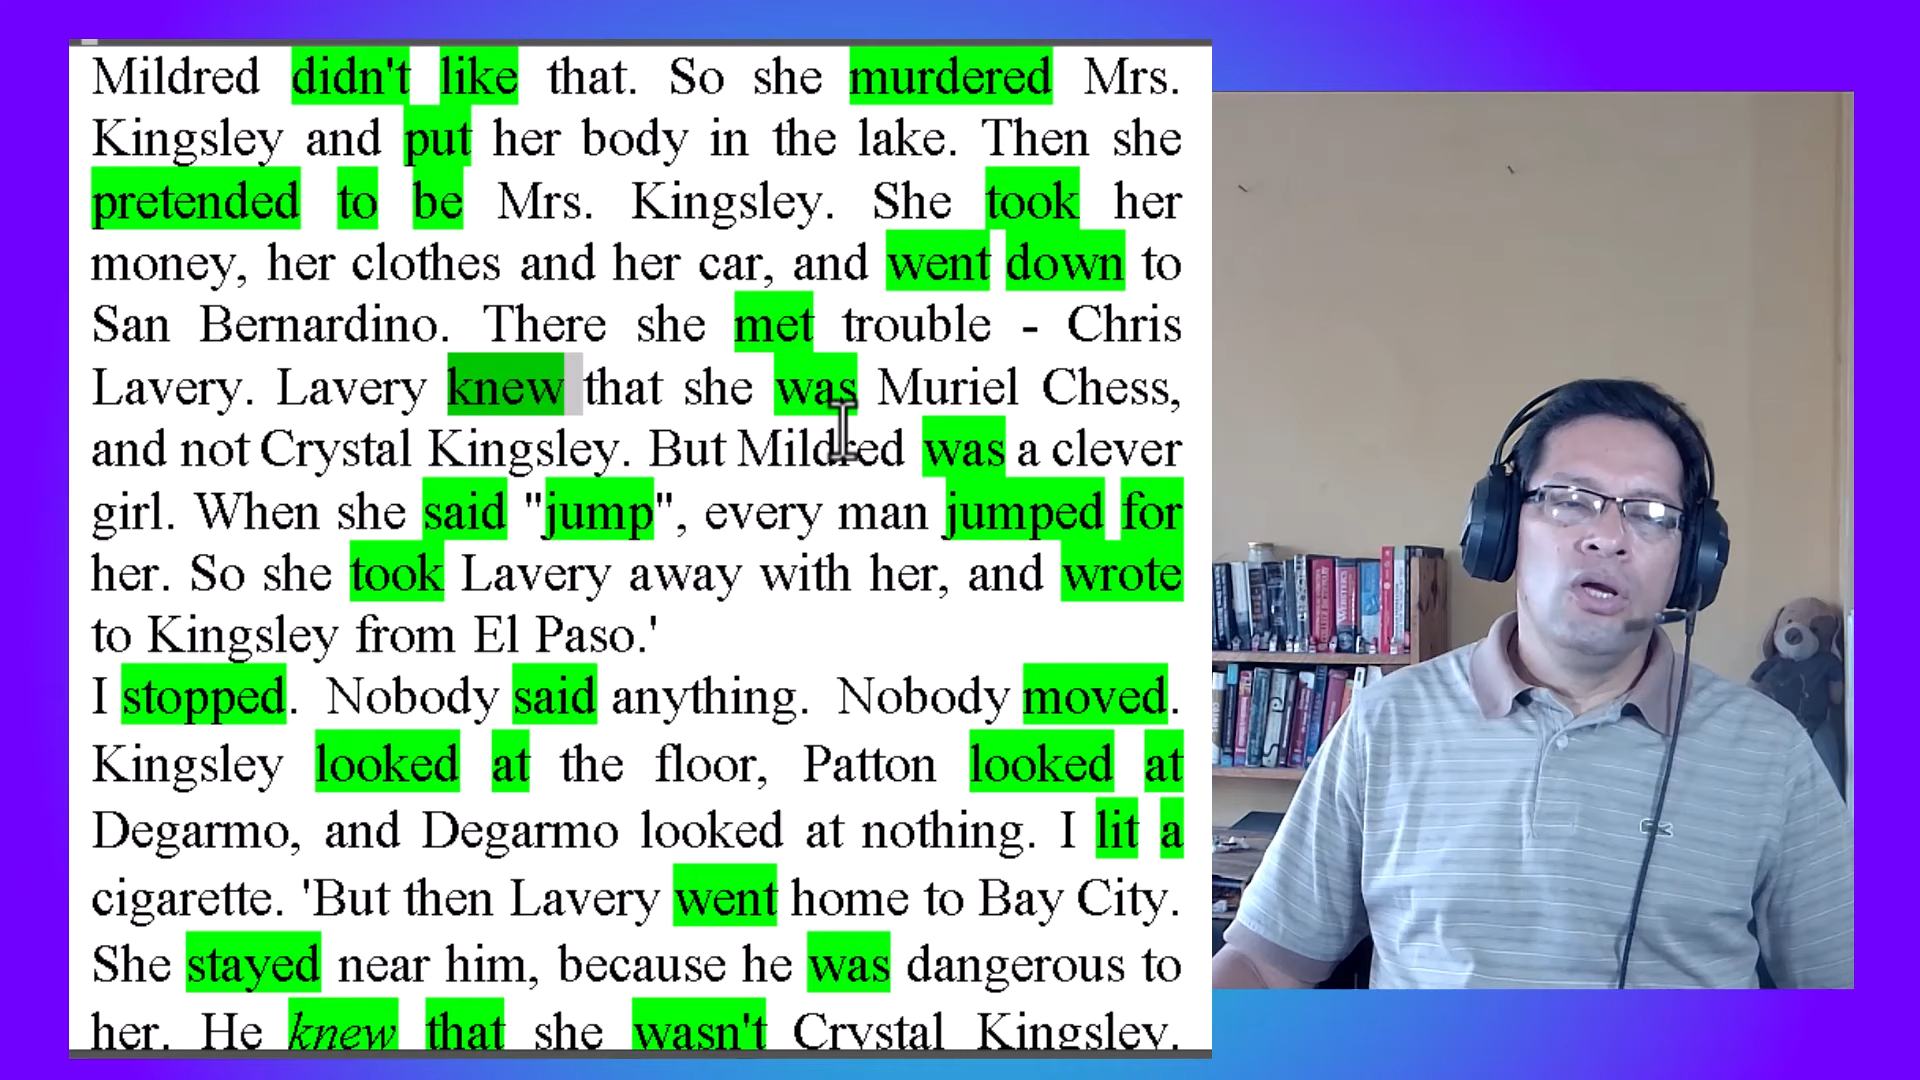 Mildred didn't like that. So she murdered Mrs.
Kingsley and put her body in the lake. Then she
pretended to be Mrs. Kingsley. She took her
money, her clothes and her car, and went down to
San Bernardino. There she met trouble - Chris
Lavery. Lavery knew that she was Muriel Chess,
and not Crystal Kingsley. But Mildred was a clever
girl. When she said "jump", every man jumped for
her. So she took Lavery away with her, and wrote
to Kingsley from El Paso.'
I stopped. Nobody said anything. Nobody moved.
Kingsley looked at the floor, Patton looked at
Degarmo, and Degarmo looked at nothing. I lit a
cigarette. 'But then Lavery went home to Bay City.
She stayed near him, because he was dangerous to
her. He knew that she wasn't Crystal Kingsley.